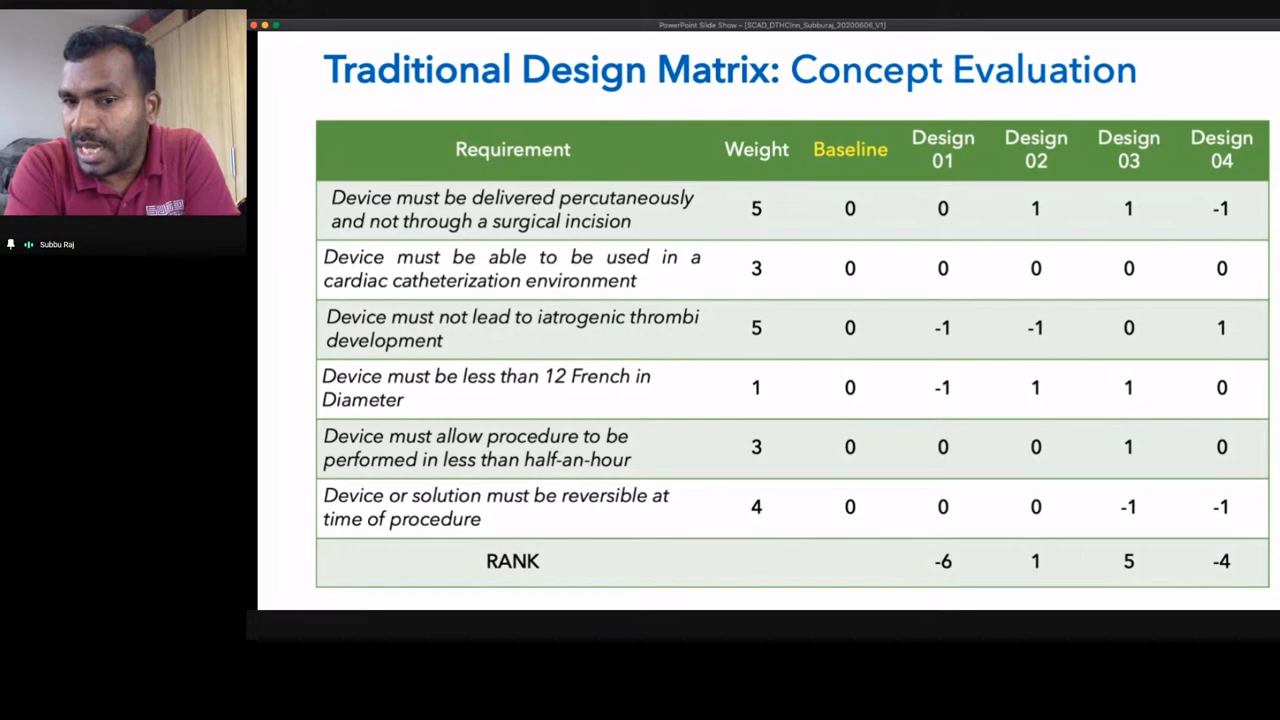 PowerPoint Slide Show – [SCAD_DTHCInn_Subburaj_20200606_V1]
Traditional Design Matrix: Concept Evaluation
Requirement Weight Baseline Design 01 Design 02 Design 03 Design 04
Device must be delivered percutaneously
and not through a surgical incision 5 0 0 1 1 -1
Device must be able to be used in a
cardiac catheterization environment 3 0 0 0 0 0
Device must not lead to iatrogenic thrombi
development 5 0 -1 -1 0 1
Device must be less than 12 French in
Diameter 1 0 -1 1 1 0
Device must allow procedure to be
performed in less than half-an-hour 3 0 0 0 1 0
Device or solution must be reversible at
time of procedure 4 0 0 0 -1 -1
RANK -6 1 5 -4
Subbu Raj